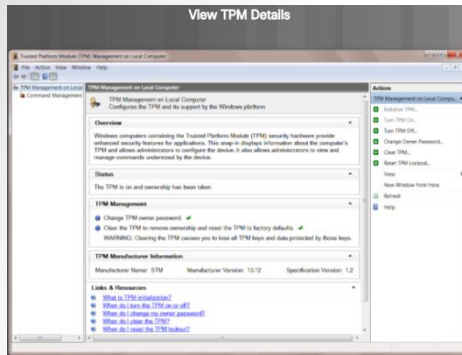 View TPM Details
Trusted Platform Module (TPM) Management on Local Computer
File Action View Window Help
TPM Management on Local
Command Management
TPM Management on Local Computer
TPM Management on Local Computer
Configures the TPM and its support by the Windows platform
Overview
Windows computers containing the Trusted Platform Module (TPM) security hardware provide
enhanced security features for applications. This snap-in displays information about the computer's
TPM and allows administrators to configure the device. It also allows administrators to view and
manage commands understood by the device.
Status
The TPM is on and ownership has been taken.
TPM Management
Change TPM owner password.
Clear the TPM to remove ownership and reset the TPM to factory defaults.
WARNING: Clearing the TPM causes you to lose all TPM keys and data protected by those keys.
TPM Manufacturer Information
Manufacturer Name: STM Manufacturer Version: 13.12 Specification Version: 1.2
Links & Resources
What is TPM initialization?
When do I turn the TPM on or off?
When do I change my owner password?
When do I clear the TPM?
When do I reset the TPM lockout?
Actions
TPM Management on Local Compu...
Initialize TPM...
Turn TPM On...
Turn TPM Off...
Change Owner Password...
Clear TPM...
Reset TPM Lockout...
View
New Window from Here
Refresh
Help